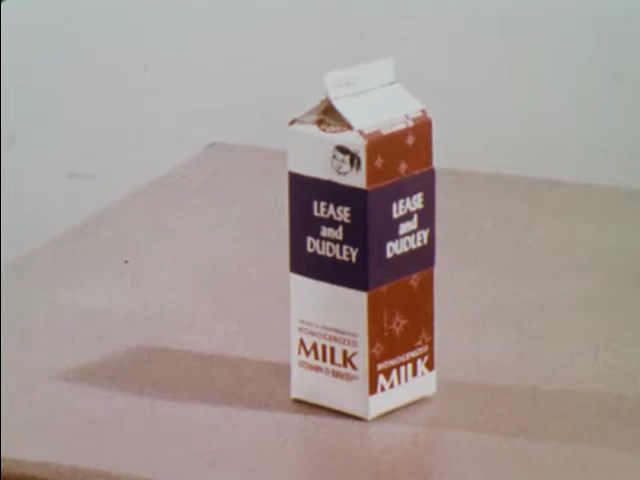 LEASE
and
DUDLEY
HOMOGENIZED
MILK
LEASE
and
DUDLEY
HOMOGENIZED
MILK